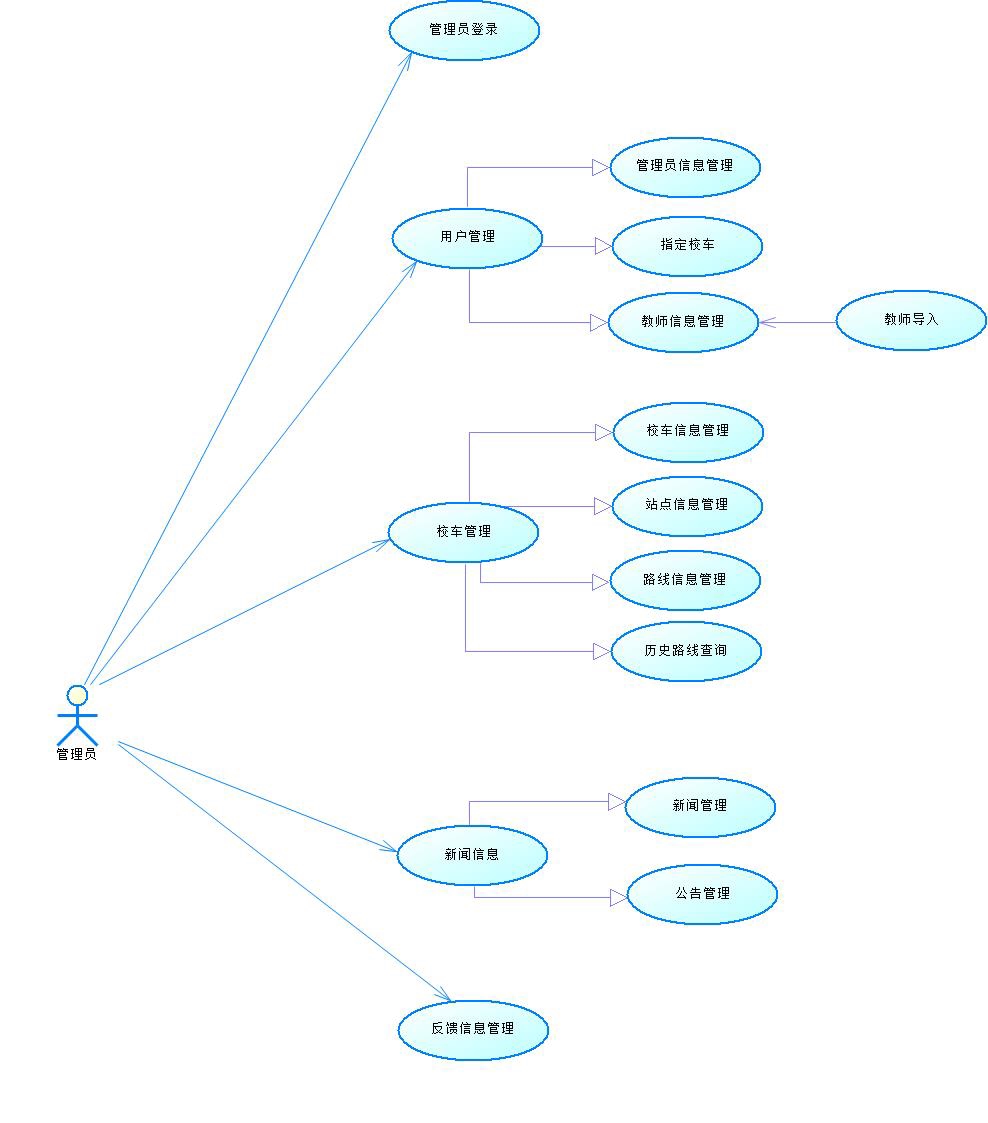 管理员登录
管理员信息管理
用户管理
指定校车
教师信息管理
教师导入
校车信息管理
站点信息管理
校车管理
路线信息管理
历史路线查询
管理员
新闻管理
新闻信息
公告管理
反馈信息管理